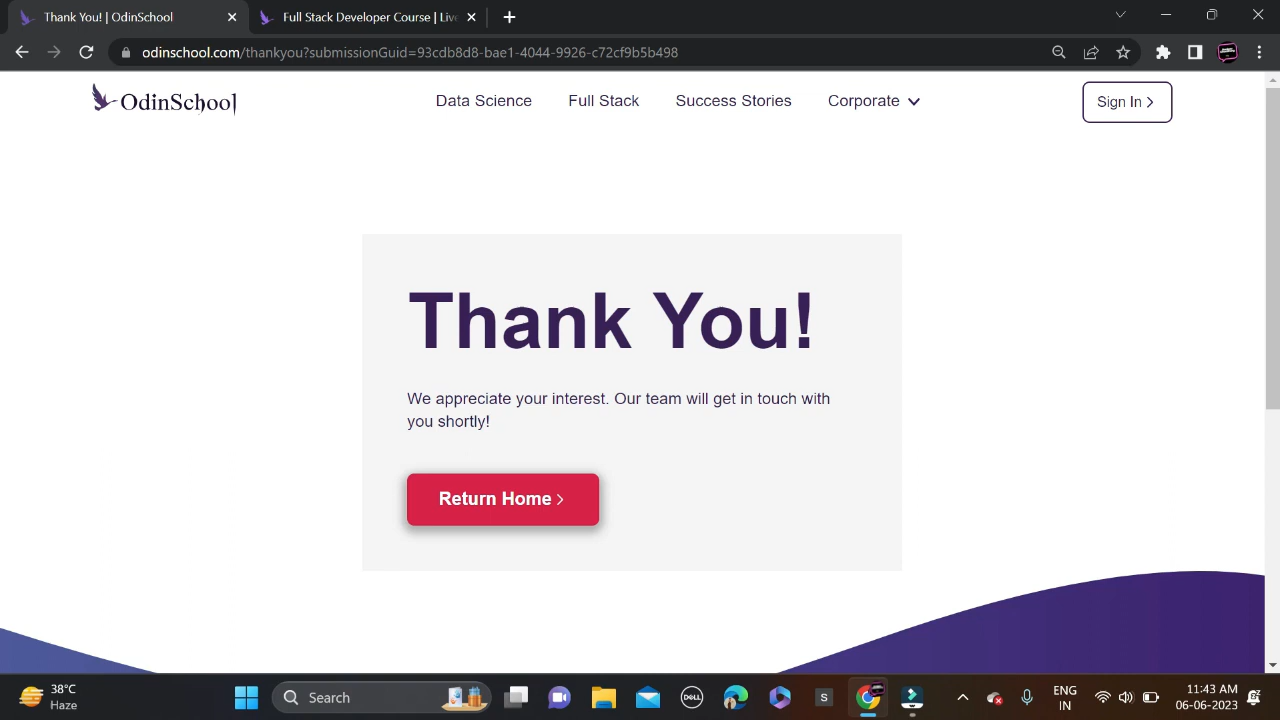 Thank You! | OdinSchool
Full Stack Developer Course | Live
odinschool.com/thankyou?submissionGuid=93cdb8d8-bae1-4044-9926-c72cf9b5b498
OdinSchool
Data Science
Full Stack
Success Stories
Corporate
Sign In
Thank You!
We appreciate your interest. Our team will get in touch with
you shortly!
Return Home
38°C
Haze
Search
DELL
S
ENG
IN
11:43 AM
06-06-2023